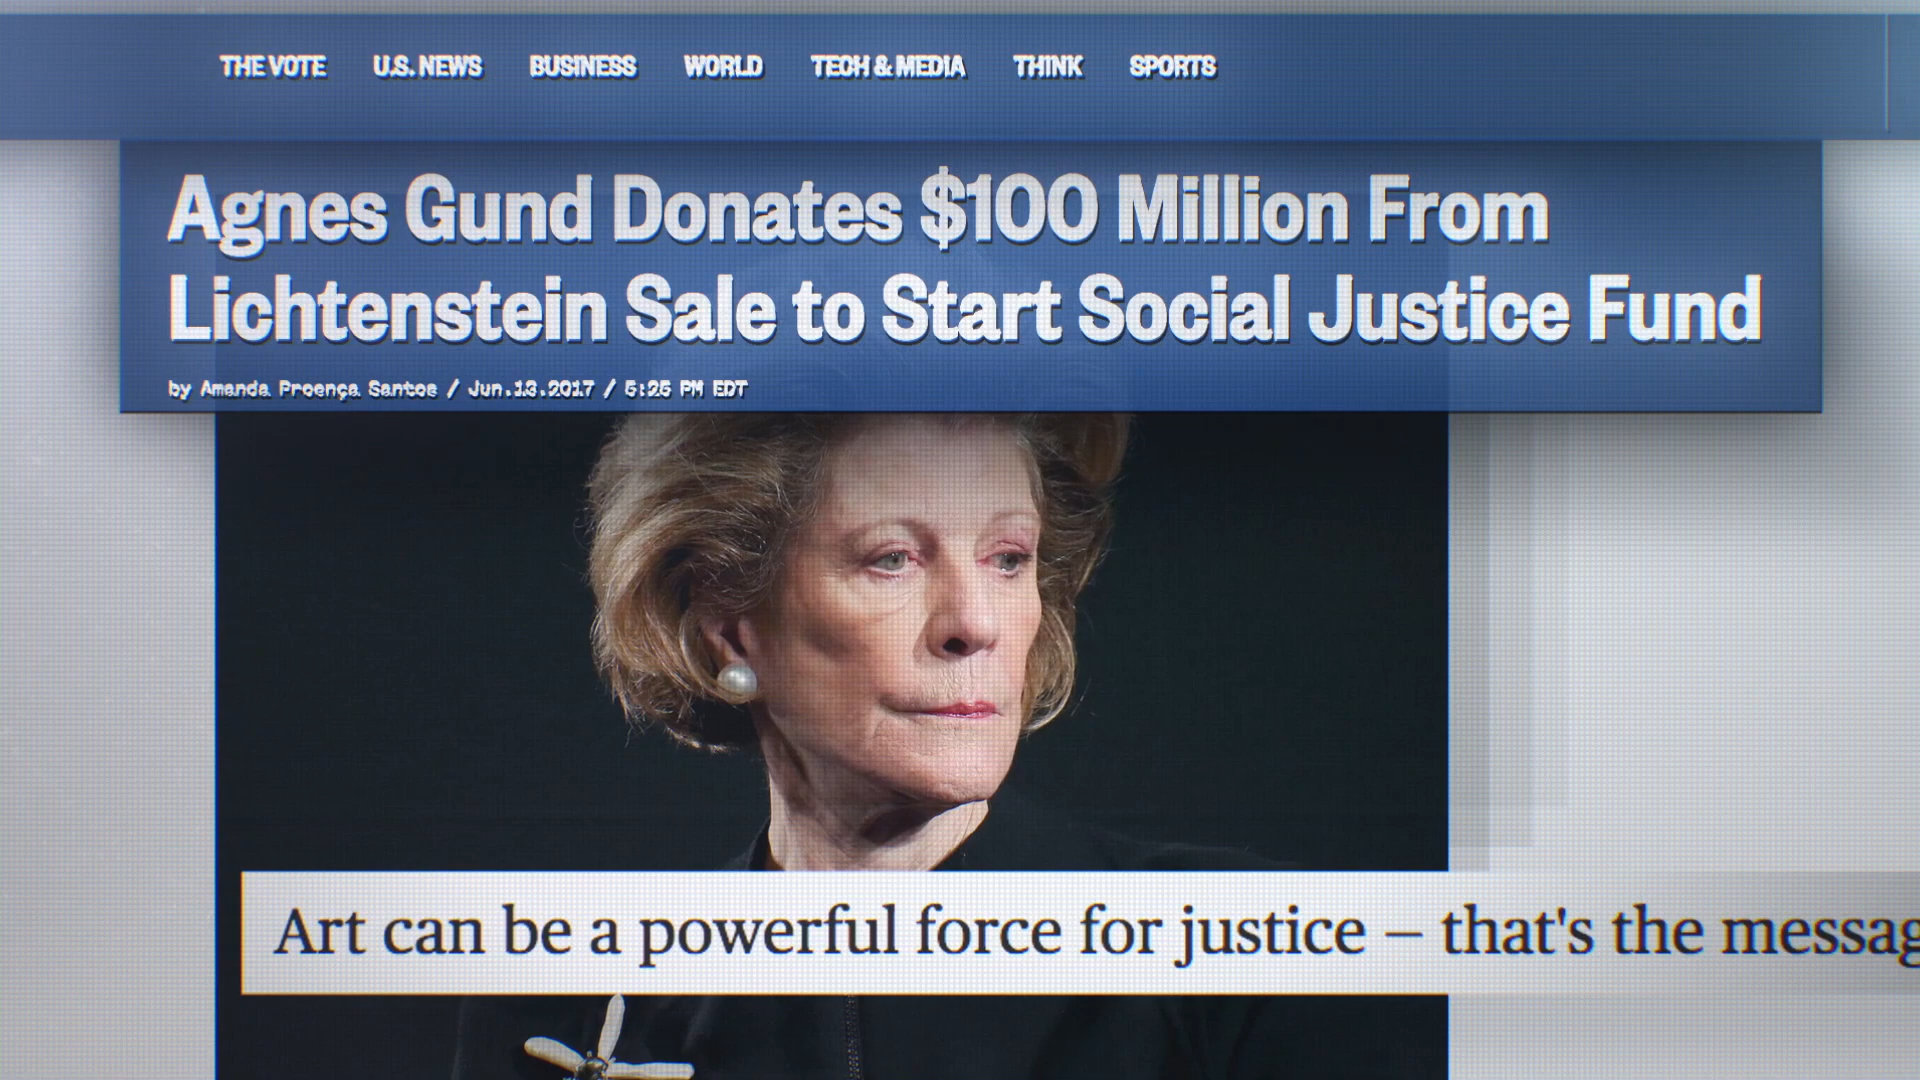 THE VOTE U.S. NEWS BUSINESS WORLD TECH & MEDIA THINK SPORTS
Agnes Gund Donates $100 Million From
Lichtenstein Sale to Start Social Justice Fund
by Amanda Proença Santos / Jun.13.2017 / 5:25 PM EDT
Art can be a powerful force for justice – that's the messag